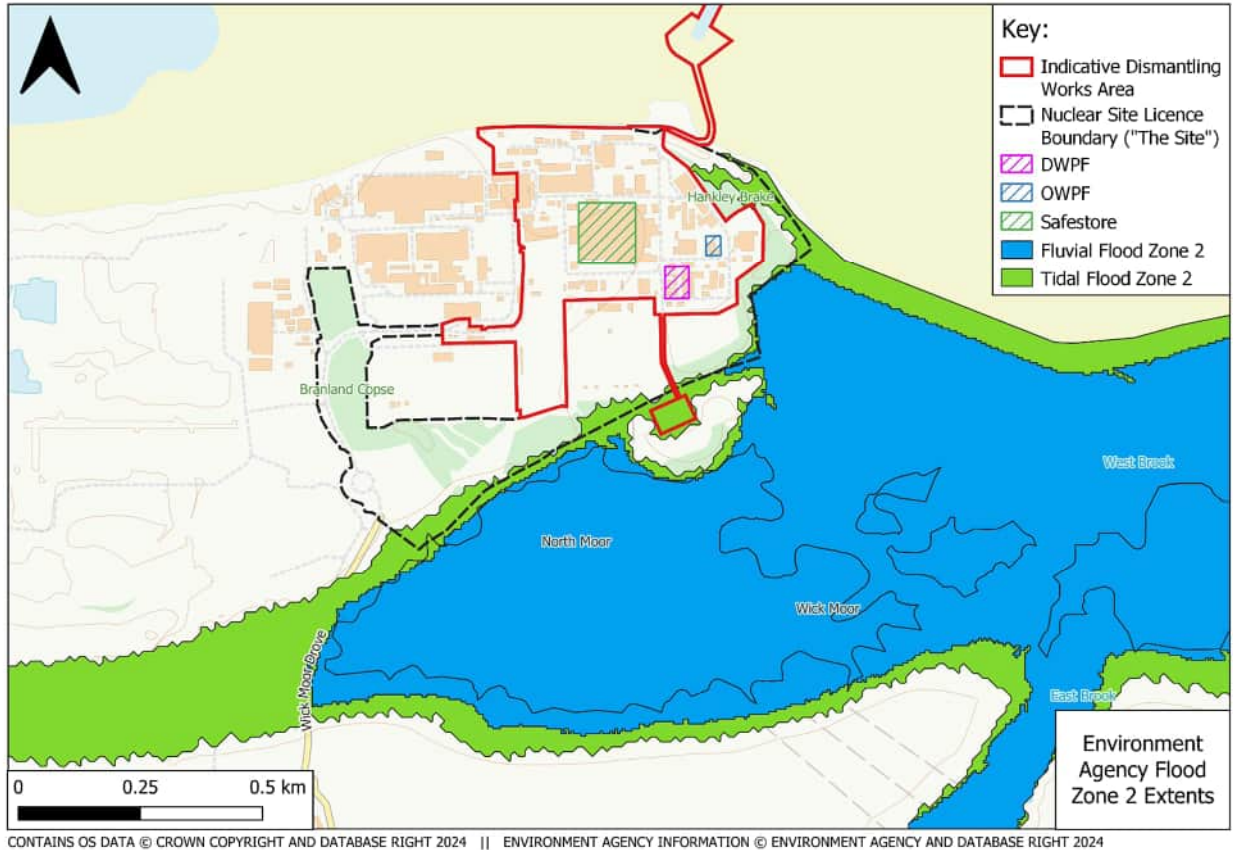 Key:
Indicative Dismantling
Works Area
Nuclear Site Licence
Boundary ("The Site")
DWPF
OWPF
Safestore
Fluvial Flood Zone 2
Tidal Flood Zone 2
Hankley Brake
Branland Copse
West Brook
North Moor
Wick Moor
Wick Moor Drove
East Brook
Environment
Agency Flood
Zone 2 Extents
0 0.25 0.5 km
CONTAINS OS DATA © CROWN COPYRIGHT AND DATABASE RIGHT 2024 || ENVIRONMENT AGENCY INFORMATION © ENVIRONMENT AGENCY AND DATABASE RIGHT 2024